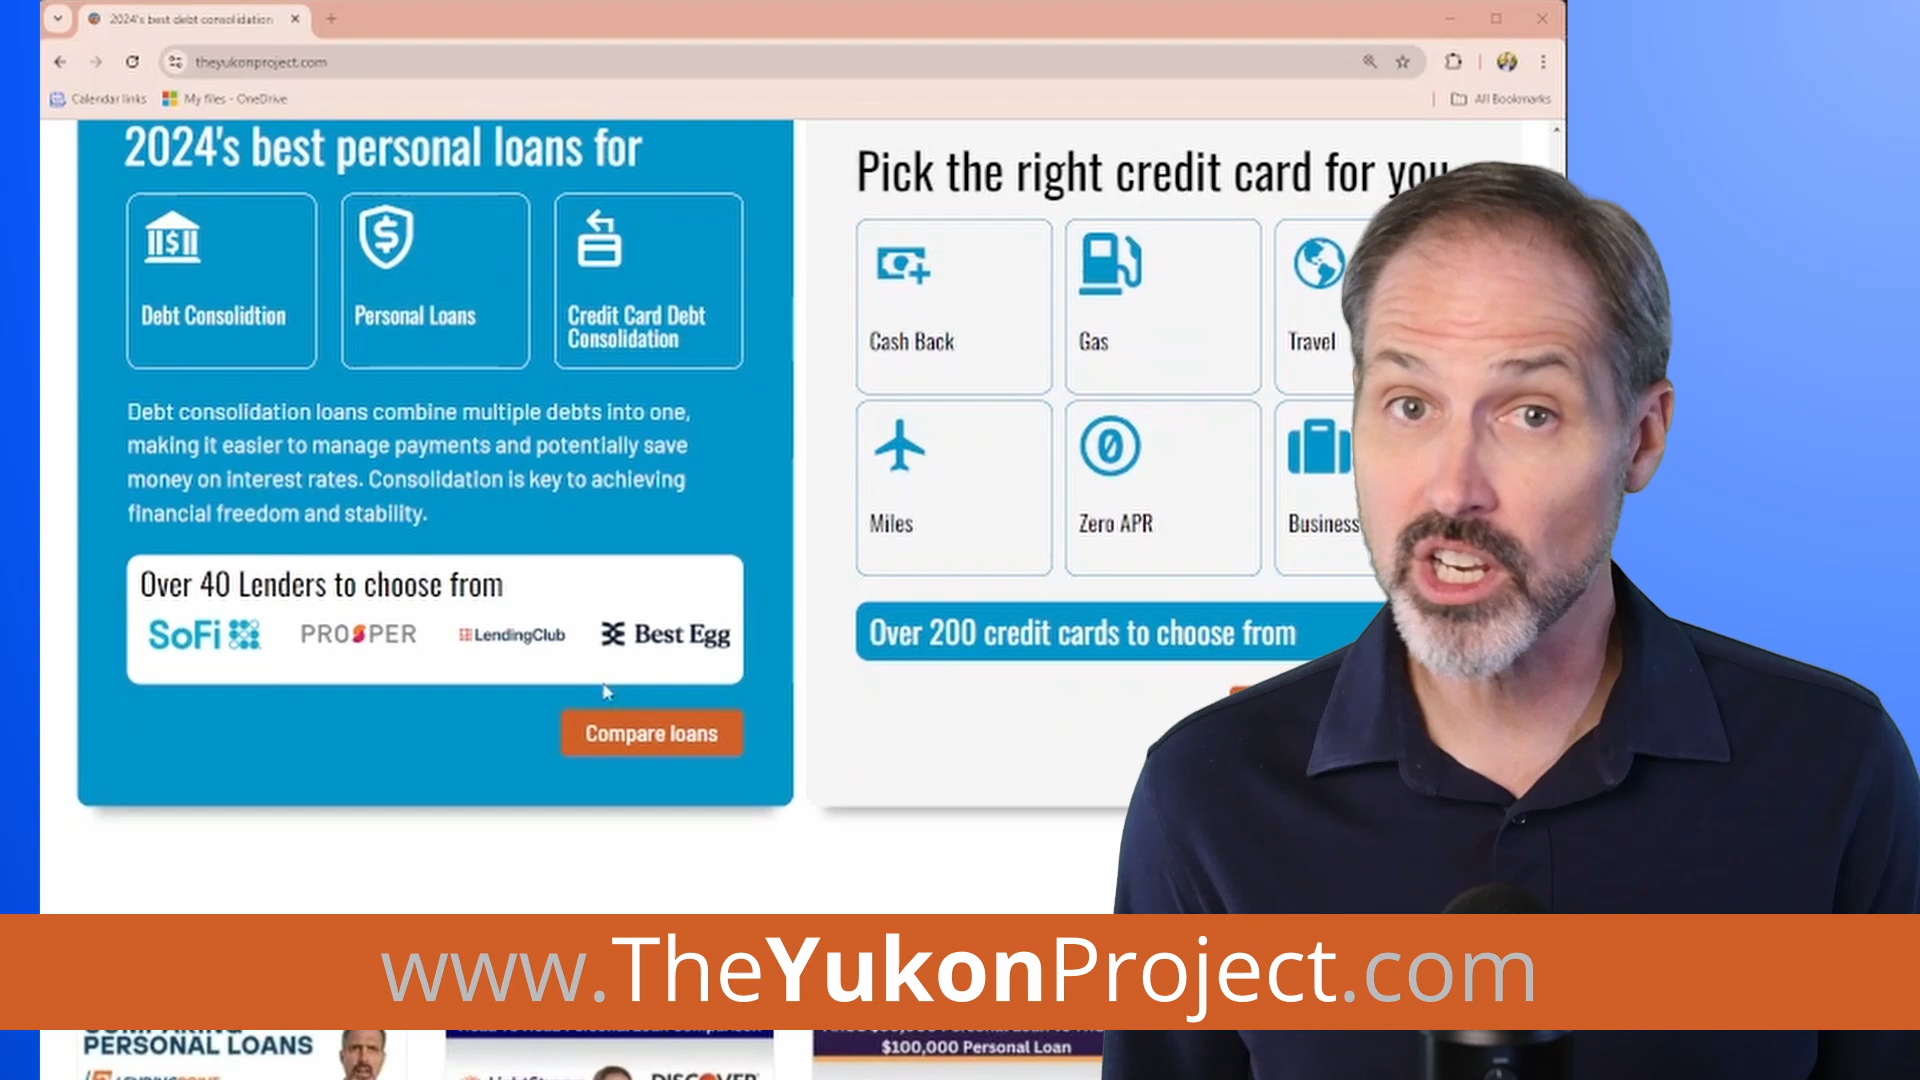 2024's best debt consolidation
theyukonproject.com
Calendar links
My files - OneDrive
All Bookmarks
2024's best personal loans for
Debt Consolidtion
Personal Loans
Credit Card Debt
Consolidation
Debt consolidation loans combine multiple debts into one,
making it easier to manage payments and potentially save
money on interest rates. Consolidation is key to achieving
financial freedom and stability.
Over 40 Lenders to choose from
SoFi
PROSPER
LendingClub
Best Egg
Compare loans
Pick the right credit card for you
Cash Back
Gas
Travel
Miles
Zero APR
Business
Over 200 credit cards to choose from
www.TheYukonProject.com
COMPARING
PERSONAL LOANS
DISCOVER
$100,000 Personal Loan